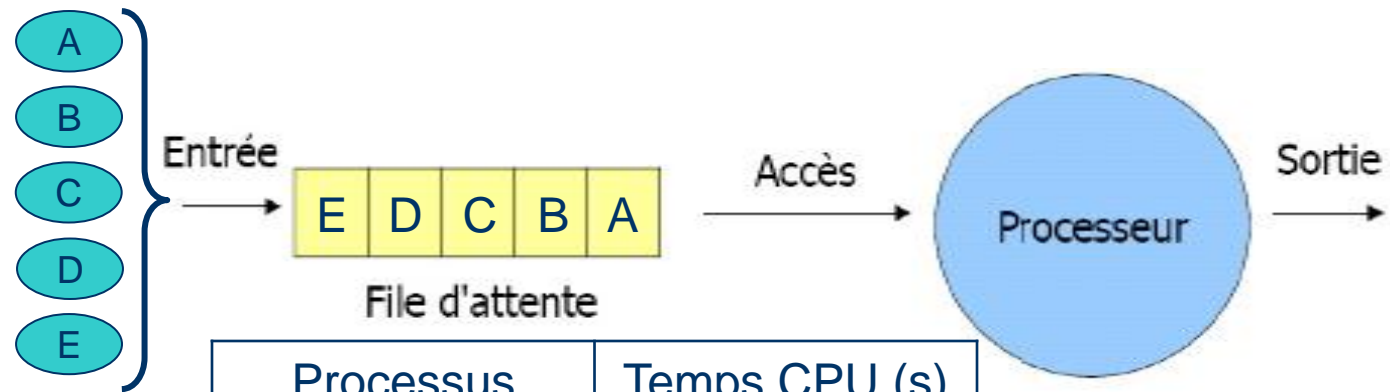 A
B
C
D
E
Entrée
E D C B A
File d'attente
Accès
Processeur
Sortie
Processus
Temps CPU (s)